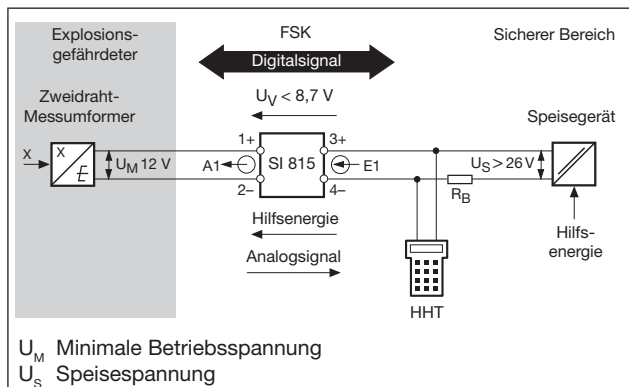 Explosions-
gefährdeter
FSK
Sicherer Bereich
Digitalsignal
Zweidraht-
Messumformer
U_V < 8,7 V
Speisegerät
1+
3+
X
X
E
U_M 12 V
A1
SI 815
E1
U_S > 26 V
2–
4–
R_B
Hilfsenergie
Analogsignal
Hilfs-
energie
HHT
U_M Minimale Betriebsspannung
U_S Speisespannung